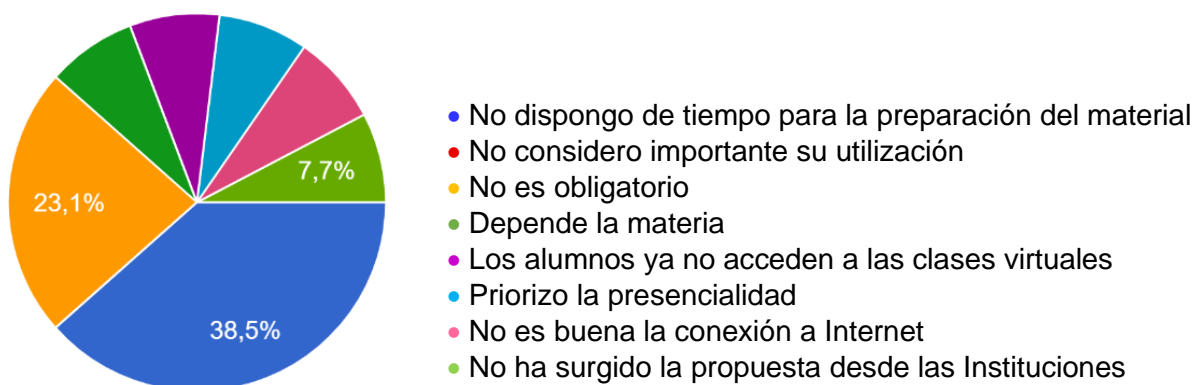 7,7%
23,1%
38,5%
No dispongo de tiempo para la preparación del material
No considero importante su utilización
No es obligatorio
Depende la materia
Los alumnos ya no acceden a las clases virtuales
Priorizo la presencialidad
No es buena la conexión a Internet
No ha surgido la propuesta desde las Instituciones